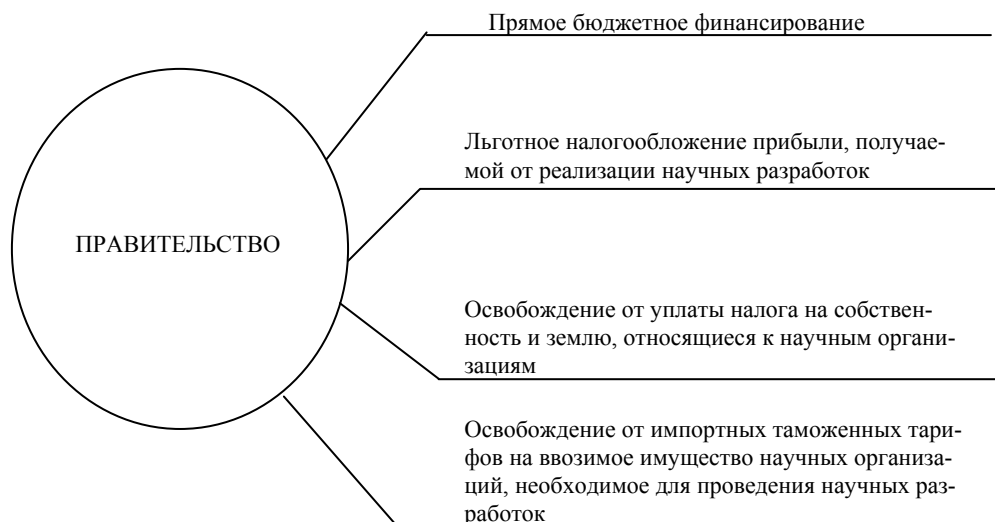 Прямое бюджетное финансирование
Льготное налогообложение прибыли, получае-
мой от реализации научных разработок
ПРАВИТЕЛЬСТВО
Освобождение от уплаты налога на собствен-
ность и землю, относящиеся к научным органи-
зациям
Освобождение от импортных таможенных тари-
фов на ввозимое имущество научных организа-
ций, необходимое для проведения научных раз-
работок